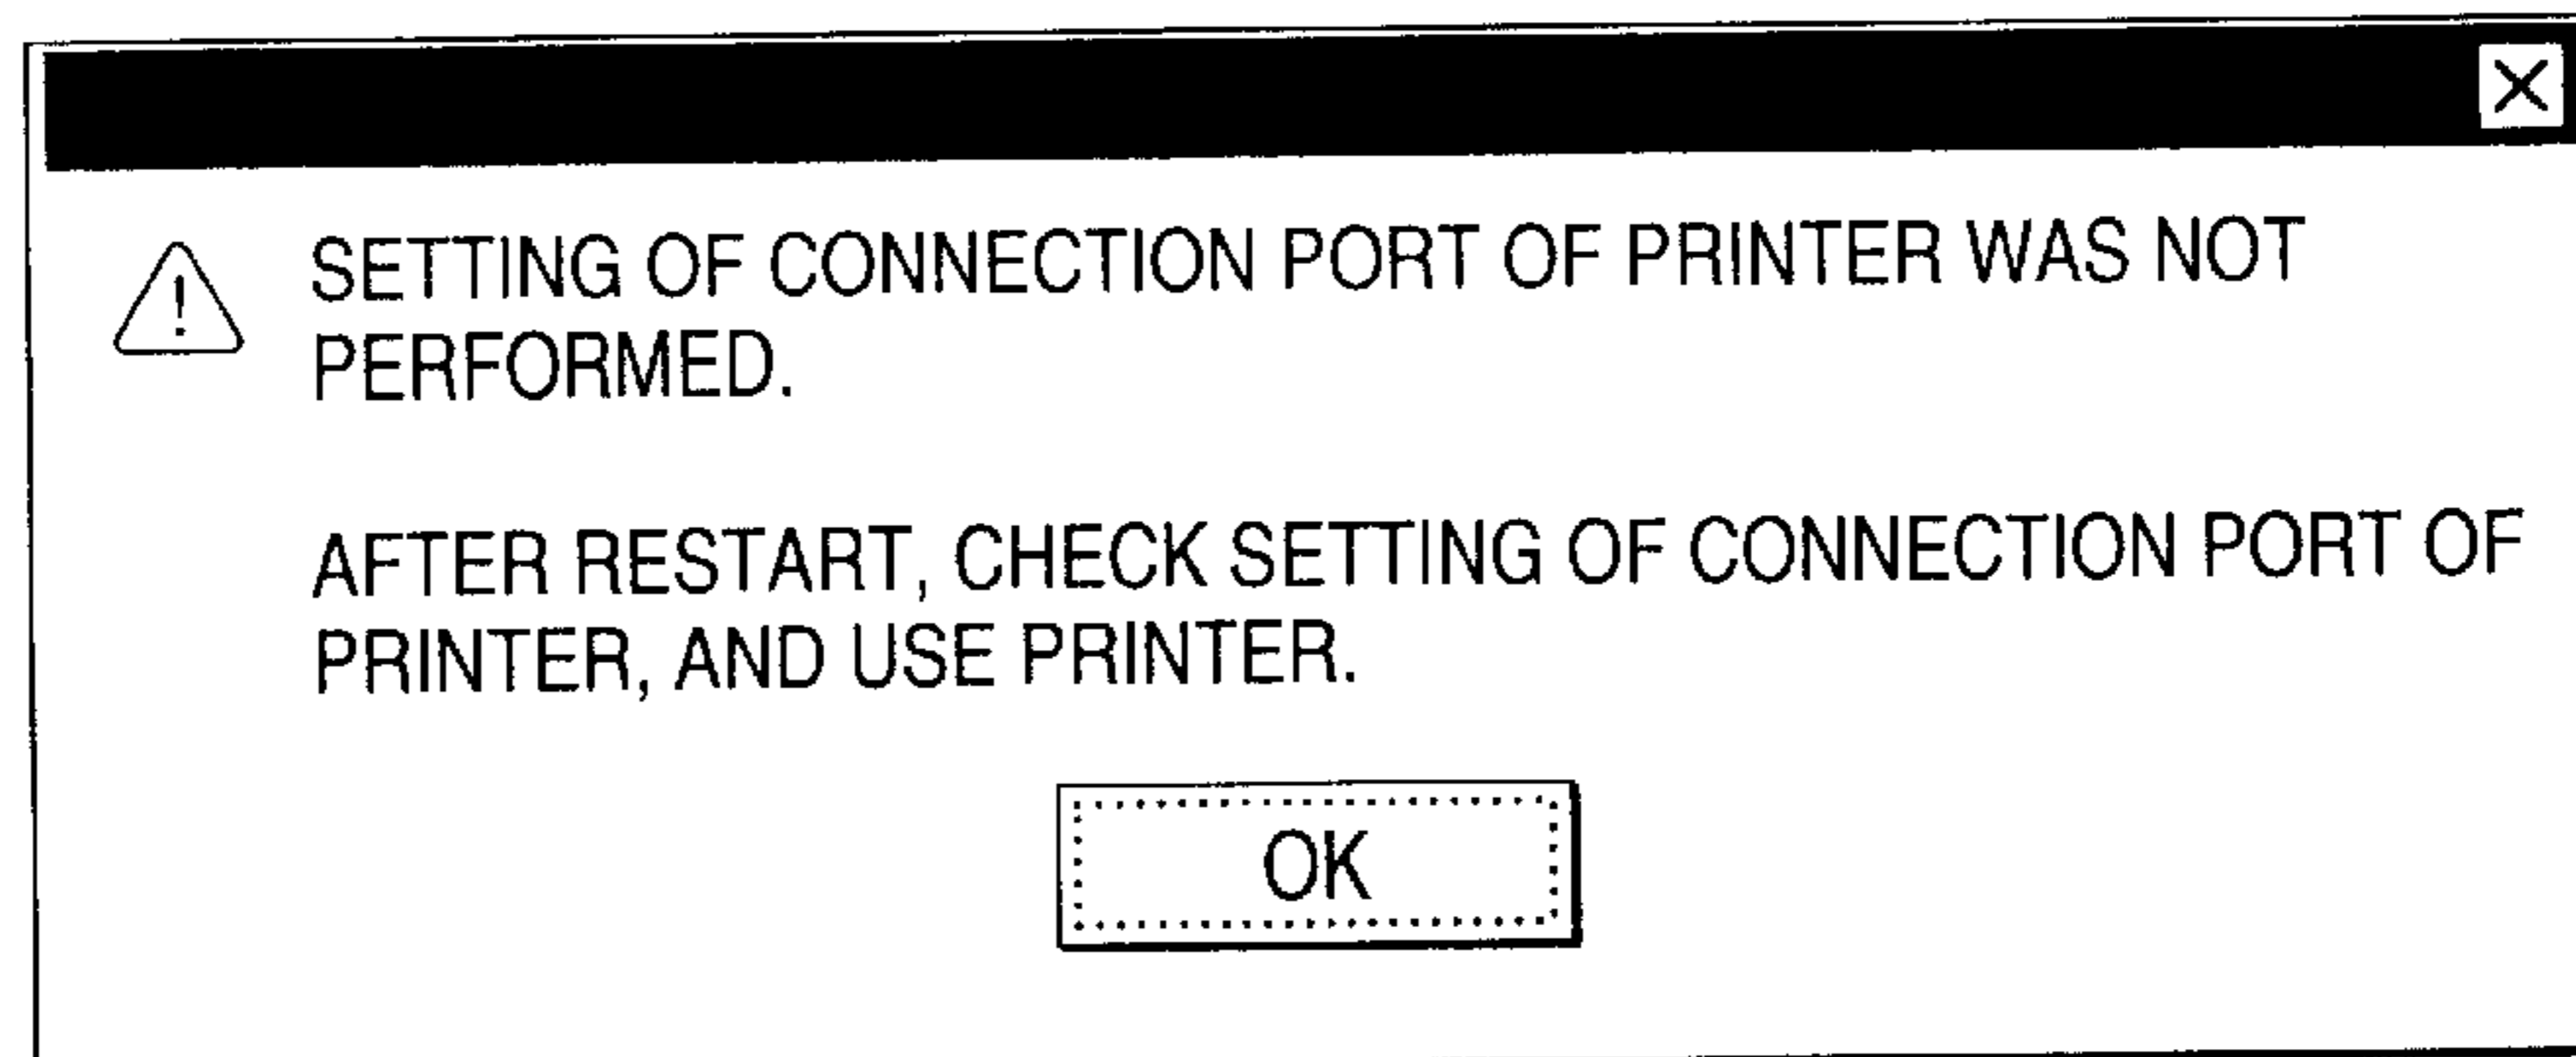 SETTING OF CONNECTION PORT OF PRINTER WAS NOT
PERFORMED.
AFTER RESTART, CHECK SETTING OF CONNECTION PORT OF
PRINTER, AND USE PRINTER.
OK